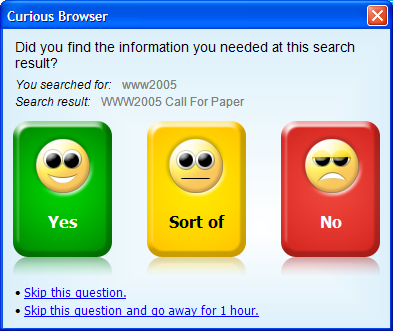 Curious Browser
Did you find the information you needed at this search
result?
You searched for: www2005
Search result: WWW2005 Call For Paper
Yes
Sort of
No
• Skip this question.
• Skip this question and go away for 1 hour.